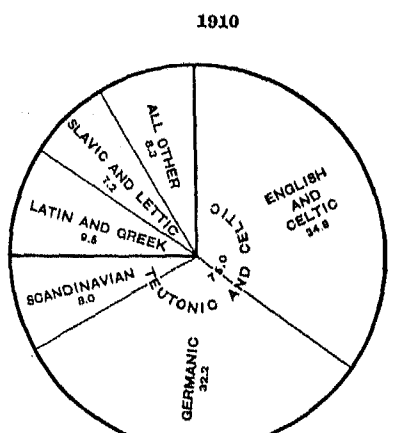 1910
ALL OTHER
8.3
SLAVIC AND LETTIC
7.2
LATIN AND GREEK
9.5
SCANDINAVIAN
8.0
ENGLISH
AND
CELTIC
34.8
TEUTONIC AND CELTIC
75.0
GERMANIC
32.2